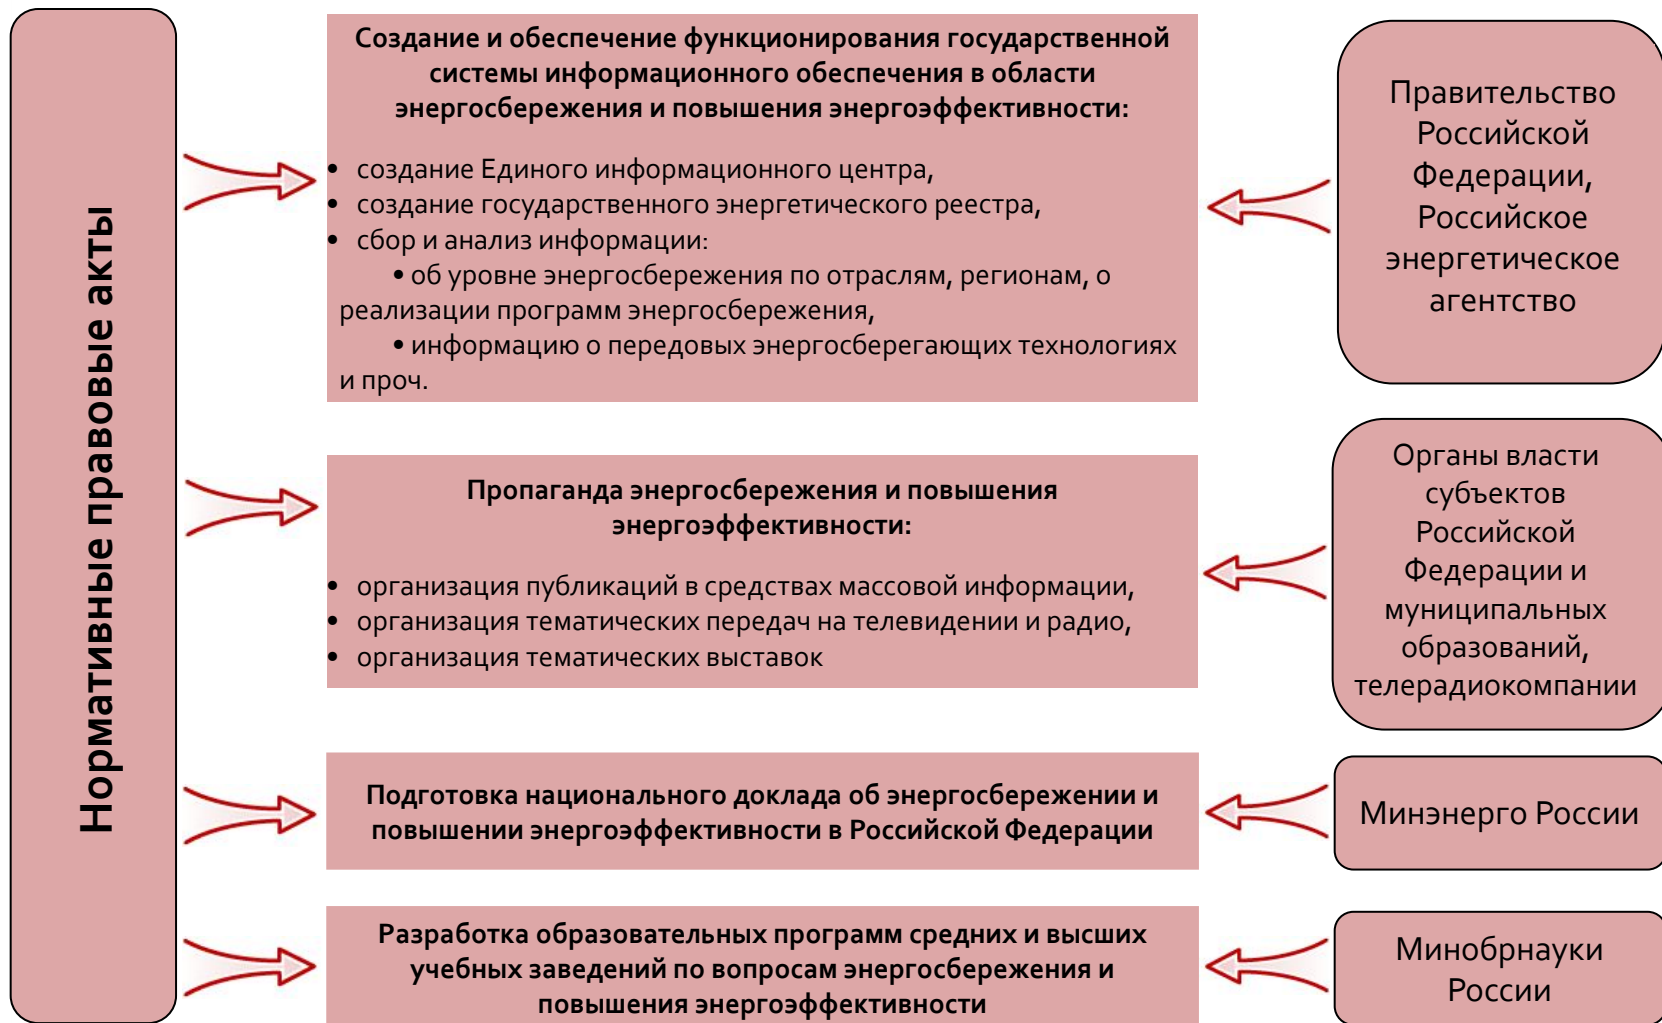 Нормативные правовые акты
Создание и обеспечение функционирования государственной
системы информационного обеспечения в области
энергосбережения и повышения энергоэффективности:
• создание Единого информационного центра,
• создание государственного энергетического реестра,
• сбор и анализ информации:
• об уровне энергосбережения по отраслям, регионам, о
реализации программ энергосбережения,
• информацию о передовых энергосберегающих технологиях
и проч.
Правительство
Российской
Федерации,
Российское
энергетическое
агентство
Пропаганда энергосбережения и повышения
энергоэффективности:
• организация публикаций в средствах массовой информации,
• организация тематических передач на телевидении и радио,
• организация тематических выставок
Органы власти
субъектов
Российской
Федерации и
муниципальных
образований,
телерадиокомпании
Подготовка национального доклада об энергосбережении и
повышении энергоэффективности в Российской Федерации
Минэнерго России
Разработка образовательных программ средних и высших
учебных заведений по вопросам энергосбережения и
повышения энергоэффективности
Минобрнауки
России